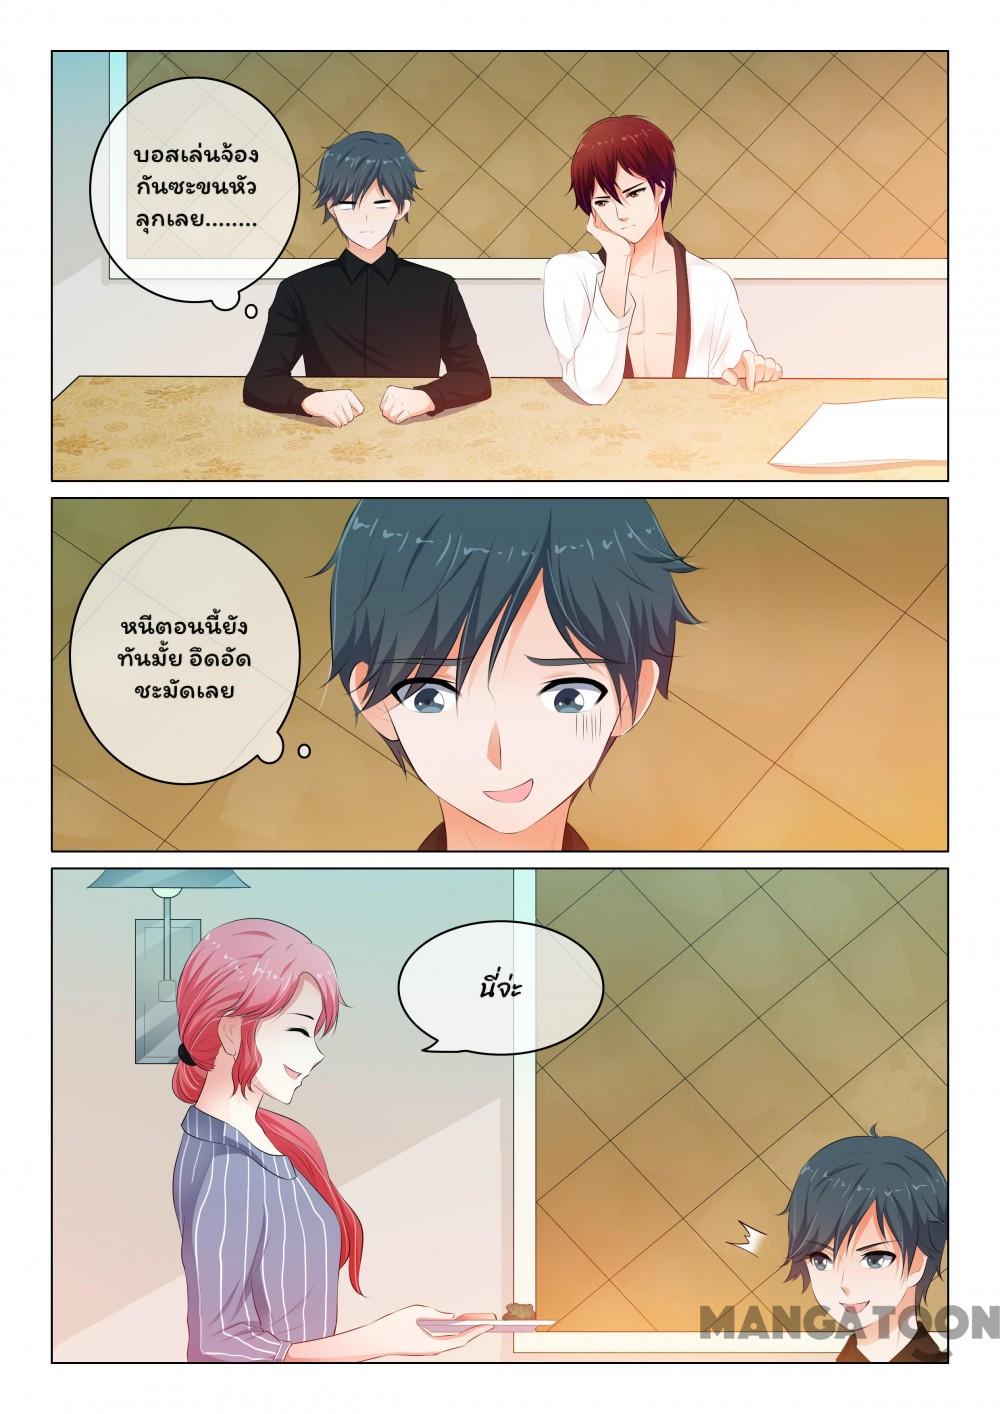 บอสเล่นจ้อง
กันซะขนหัว
ลุกเลย........
หนีตอนนี้ยัง
ทันมั้ย อึดอัด
ชะมัดเลย
นี่จ่ะ
MANGATOON